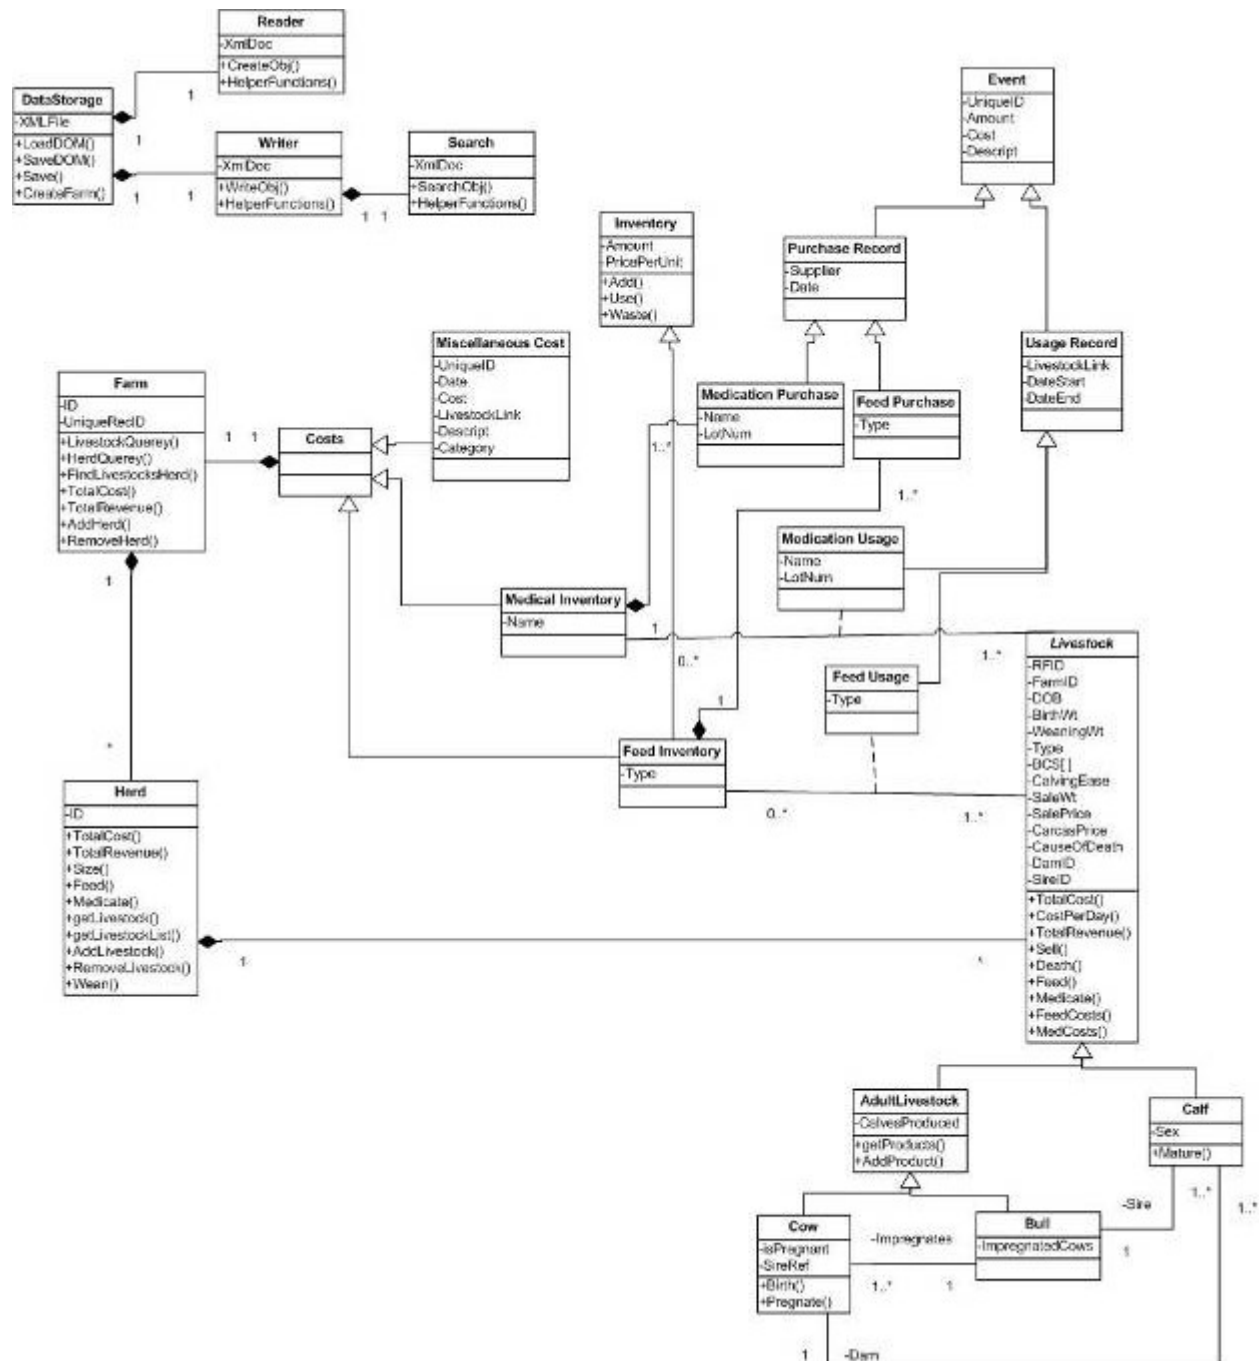 Reader
-XmlDoc
+CreateObj()
+HelperFunctions()
1
1
DataStorage
-XMLFile
+LoadDOM()
+SaveDOM()
+Save()
+CreateFarm()
1
1
Writer
-XmlDoc
+WriteObj()
+HelperFunctions()
1
1
Search
-XmlDoc
+SearchObj()
+HelperFunctions()
Event
-UniqueID
-Amount
-Cost
-Descript
Inventory
-Amount
-PricePerUnit
+Add()
+Use()
+Waste()
Purchase Record
-Supplier
-Date
Usage Record
-LivestockLink
-DateStart
-DateEnd
Miscellaneous Cost
-UniqueID
-Date
-Cost
-LivestockLink
-Descript
-Category
Medication Purchase
-Name
-LotNum
1..*
Feed Purchase
-Type
1..*
Farm
-ID
-UniqueRecID
+LivestockQuerey()
+HerdQuerey()
+FindLivestocksHerd()
+TotalCost()
+TotalRevenue()
+AddHerd()
+RemoveHerd()
1
1
Costs
1
*
Medication Usage
-Name
-LotNum
Medical Inventory
-Name
1
1..*
0..*
1
Feed Usage
-Type
Feed Inventory
-Type
0..*
1..*
Livestock
-RFID
-FarmID
-DOB
-BirthWt
-WeaningWt
-Type
-BCS[ ]
-CalvingEase
-SaleWt
-SalePrice
-CarcasPrice
-CauseOfDeath
-DamID
-SireID
+TotalCost()
+CostPerDay()
+TotalRevenue()
+Sell()
+Death()
+Feed()
+Medicate()
+FeedCosts()
+MedCosts()
Herd
-ID
+TotalCost()
+TotalRevenue()
+Size()
+Feed()
+Medicate()
+getLivestock()
+getLivestockList()
+AddLivestock()
+RemoveLivestock()
+Wean()
1
*
AdultLivestock
-CalvesProduced
+getProducts()
+AddProduct()
Calf
-Sex
+Mature()
Cow
-isPregnant
-SireRef
+Birth()
+Pregnate()
-Impregnates
1..*
1
Bull
-ImpregnatedCows
-Sire
1..*
1
1..*
1
-Dam